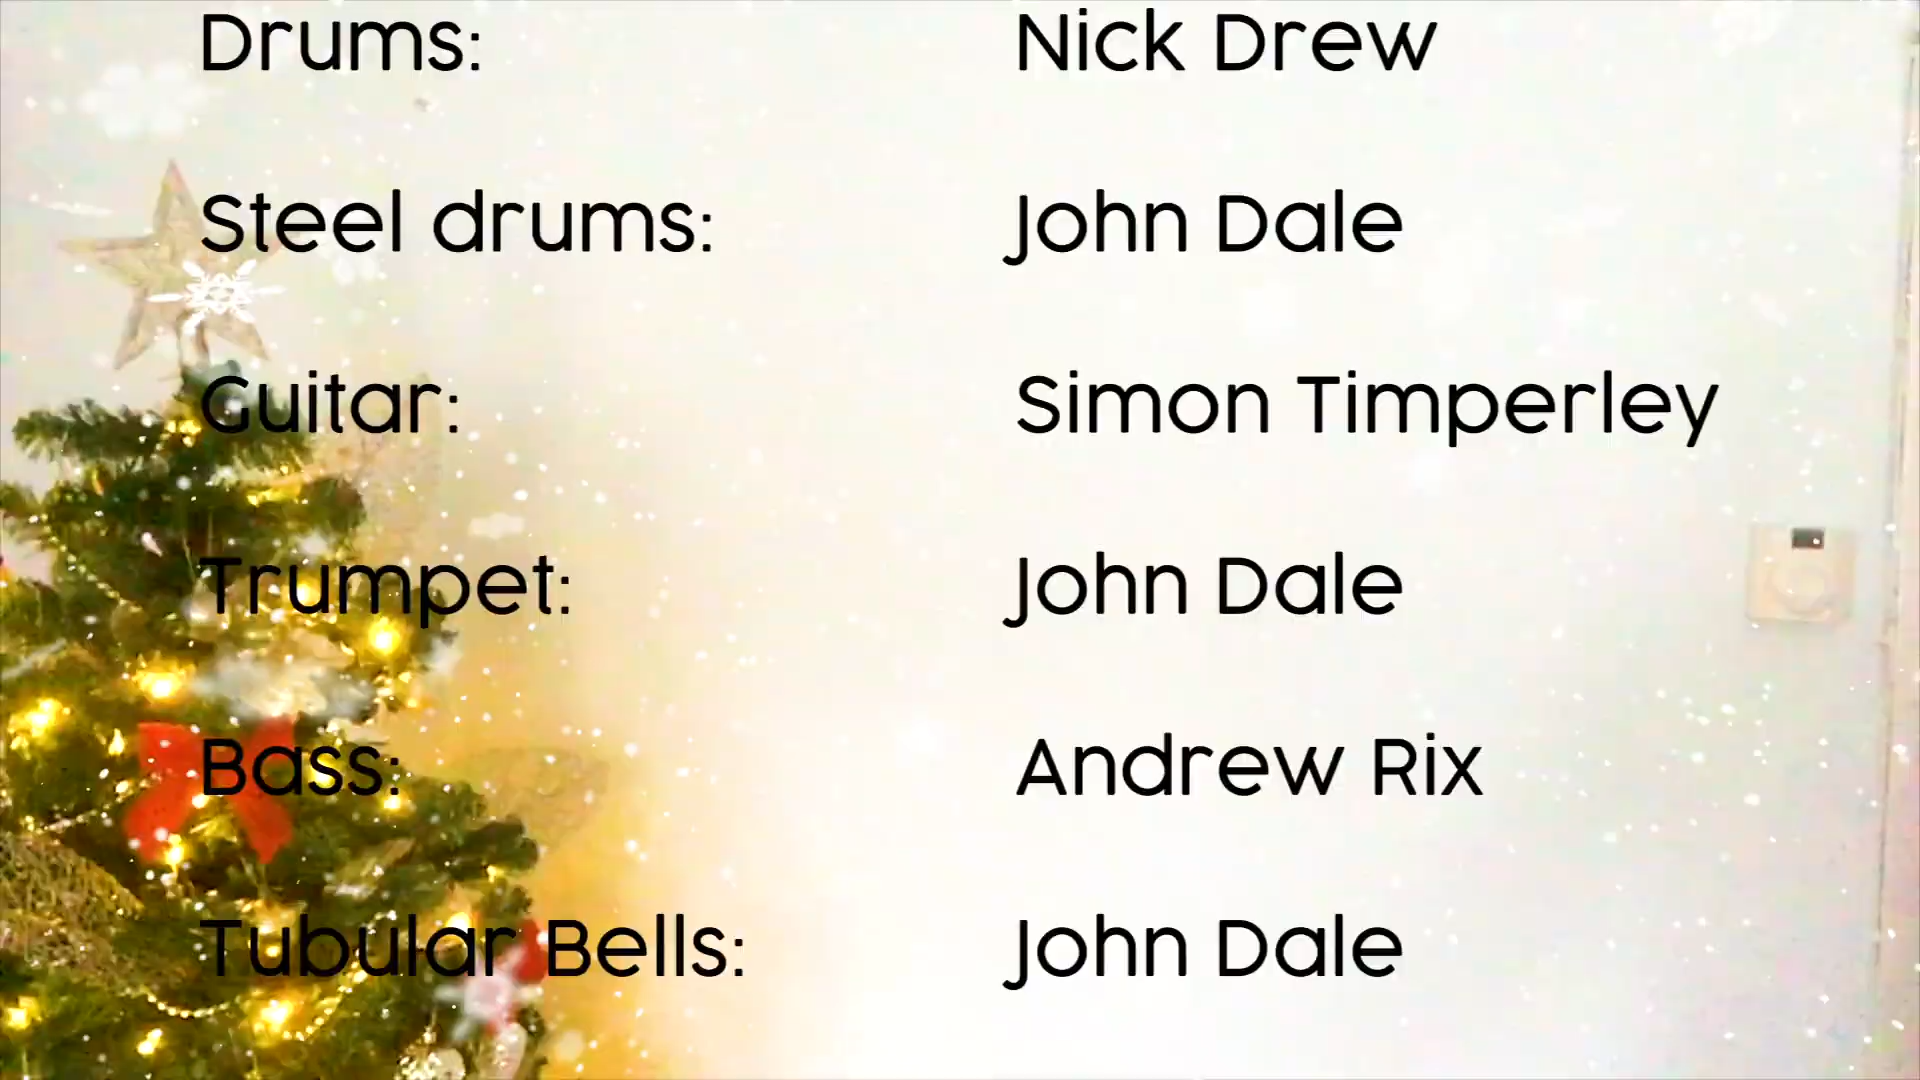 Drums: Nick Drew
Steel drums: John Dale
Guitar: Simon Timperley
Trumpet: John Dale
Bass: Andrew Rix
Tubular Bells: John Dale